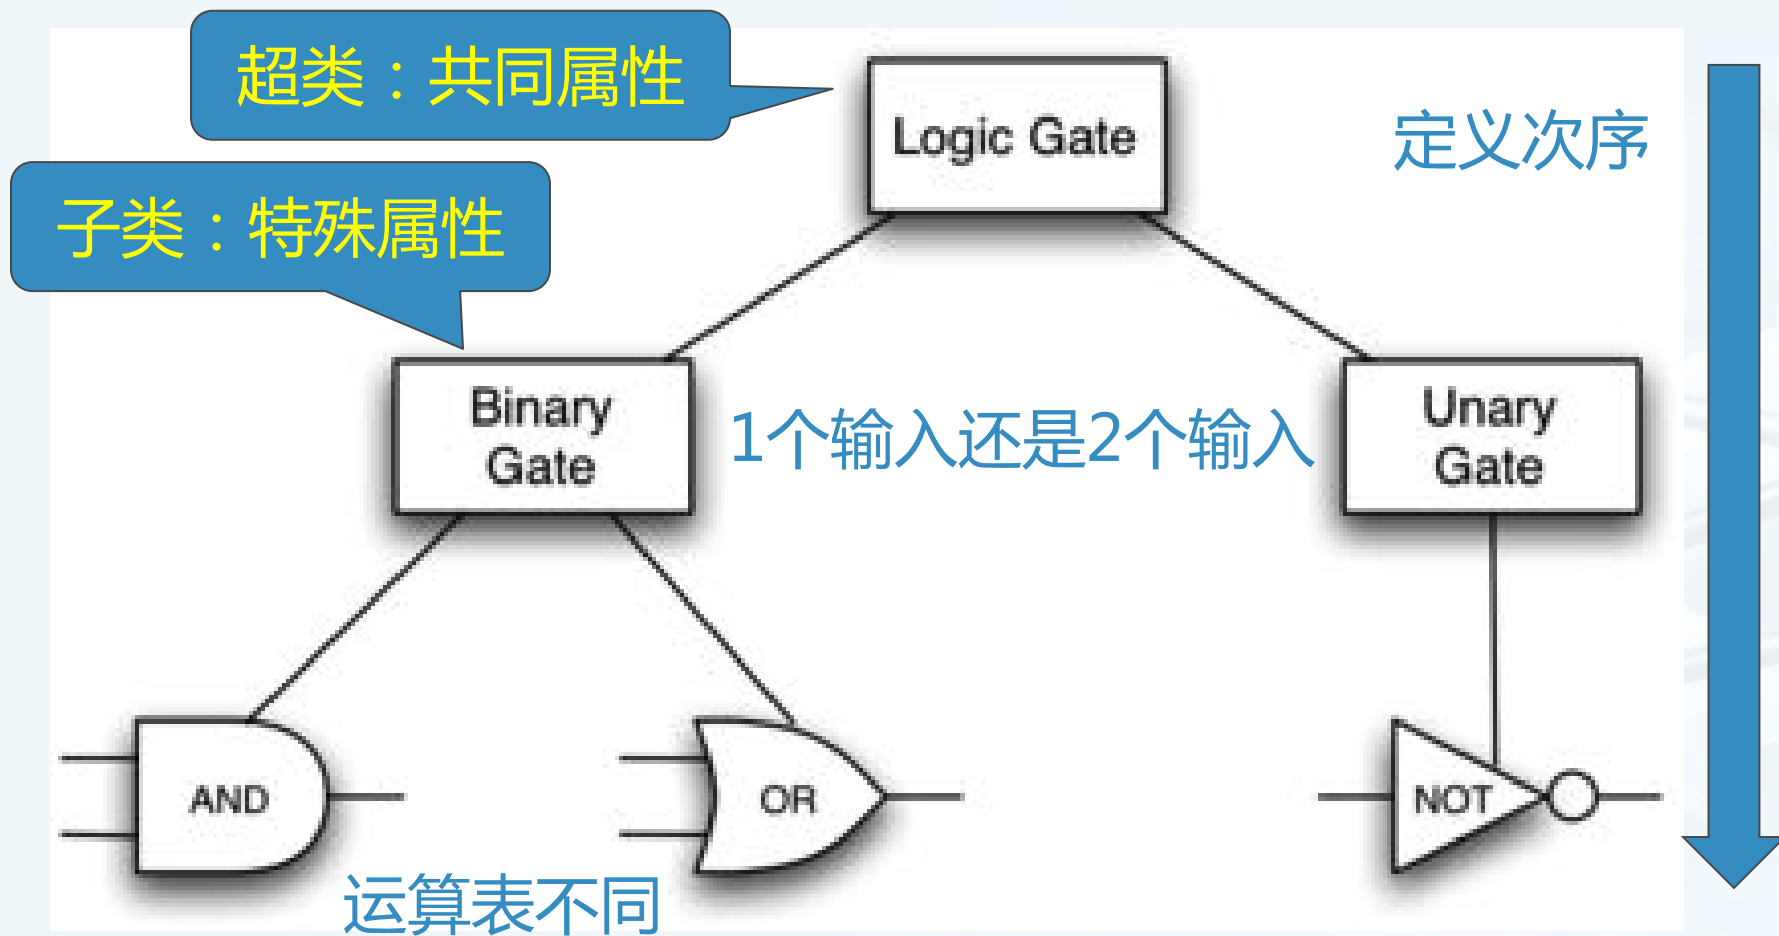 超类：共同属性
Logic Gate
定义次序
子类：特殊属性
Binary
Gate
1个输入还是2个输入
Unary
Gate
AND
OR
NOT
运算表不同